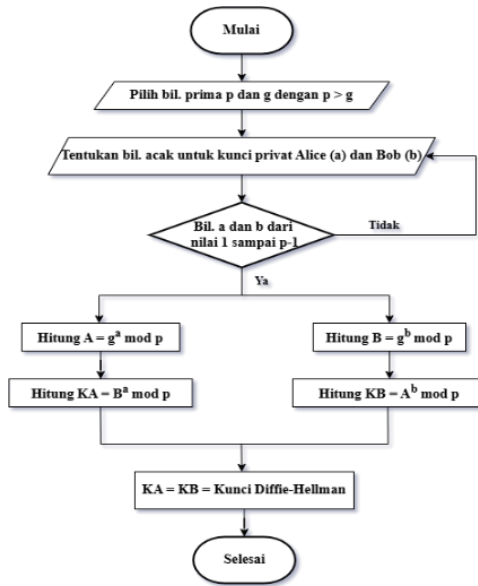 Mulai
Pilih bil. prima p dan g dengan p > g
Tentukan bil. acak untuk kunci privat Alice (a) dan Bob (b)
Bil. a dan b dari
nilai 1 sampai p-1
Tidak
Ya
Hitung A = g^a mod p
Hitung B = g^b mod p
Hitung KA = B^a mod p
Hitung KB = A^b mod p
KA = KB = Kunci Diffie-Hellman
Selesai